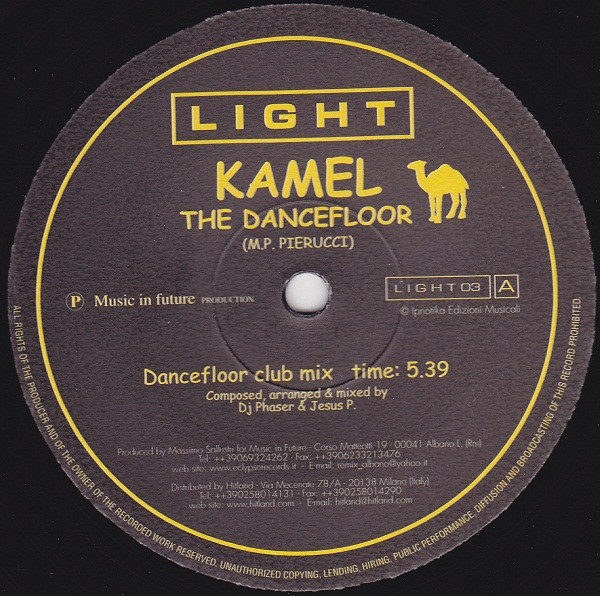 LIGHT
KAMEL
THE DANCEFLOOR
(M.P. PIERUCCI)
P Music in future PRODUCTION
LIGHT 03 A
© Ipnotika Edizioni Musicali
Dancefloor club mix time: 5.39
Composed, arranged & mixed by
Dj Phaser & Jesus P.
Produced by Massimo Sallustri for Music in Future - Corso Matteotti 19 - 00041 Albano L. (Rm)
Tel: ++39069324262 - Fax: ++390623321 3476
web site: www.eclypserecords.it - E-mail: remix_albano@yahoo.it
Distributed by Hitland - Via Mecenate 78/A - 20138 Milano (Italy)
Tel: ++390258014131 - Fax: ++390258014290
web site: www.hitland.com - E-mail: hitland@hitland.com
ALL RIGHTS OF THE PRODUCER AND OF THE OWNER OF THE RECORDED WORK RESERVED. UNAUTHORIZED COPYING, LENDING, HIRING, PUBLIC PERFORMANCE, DIFFUSION AND BROADCASTING OF THIS RECORD PROHIBITED.